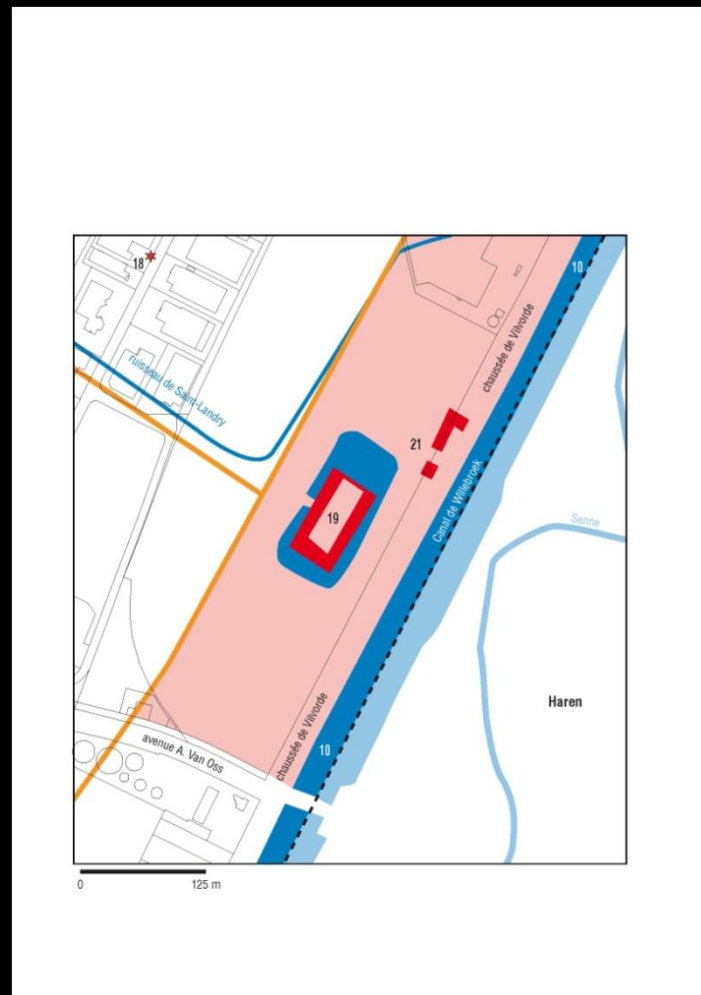 18
10
ruisseau de Saint-Landry
chaussée de Vilvorde
21
Canal de Willebroek
19
Senne
Haren
chaussée de Vilvorde
10
avenue A. Van Oss
0 125 m